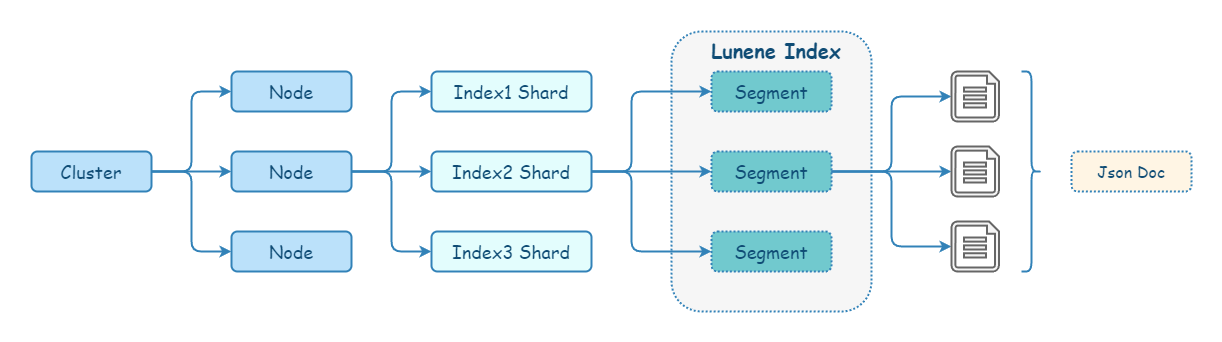 Lunene Index
Node
Index1 Shard
Segment
Cluster
Node
Index2 Shard
Segment
Json Doc
Node
Index3 Shard
Segment